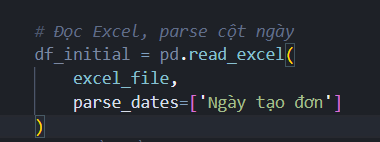 # Đọc Excel, parse cột ngày
df_initial = pd.read_excel(
    excel_file,
    parse_dates=['Ngày tạo đơn']
)